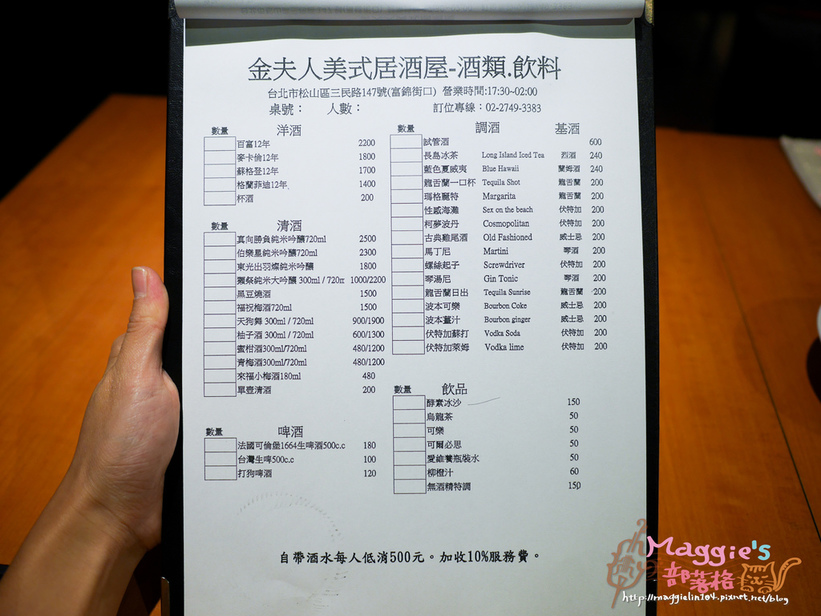 金夫人美式居酒屋-酒類.飲料
台北市松山區三民路147號(富錦街口) 營業時間:17:30~02:00
桌號： 人數： 訂位專線：02-2749-3383
數量 洋酒
百富12年 2200
麥卡倫12年 1800
蘇格登12年 1700
格蘭菲迪12年 1400
杯酒 200
數量 清酒
真向勝負純米吟釀720ml 2500
伯樂星純米吟釀720ml 2300
東光出羽燦純米吟釀 1800
獺祭純米大吟釀 300ml / 720m 1000/2200
黑豆燒酒 1500
福祝梅酒720ml 1500
天狗舞 300ml / 720ml 900/1900
柚子酒 300ml / 720ml 600/1300
蜜柑酒300ml/720ml 480/1200
青梅酒300ml/720ml 480/1200
來福小梅酒180ml 480
單壺清酒 200
數量 啤酒
法國可倫堡1664生啤酒500c.c 180
台灣生啤500c.c 100
打狗啤酒 120
數量 調酒 基酒
試管酒 600
長島冰茶 Long Island Iced Tea 烈酒 240
藍色夏威夷 Blue Hawaii 蘭姆酒 240
龍舌蘭一口杯 Tequila Shot 龍舌蘭 200
瑪格麗特 Margarita 龍舌蘭 200
性感海灘 Sex on the beach 伏特加 200
柯夢波丹 Cosmopolitan 伏特加 200
古典雞尾酒 Old Fashioned 威士忌 200
馬丁尼 Martini 琴酒 200
螺絲起子 Screwdriver 伏特加 200
琴湯尼 Gin Tonic 琴酒 200
龍舌蘭日出 Tequila Sunrise 龍舌蘭 200
波本可樂 Bourbon Coke 威士忌 200
波本薑汁 Bourbon ginger 威士忌 200
伏特加蘇打 Vodka Soda 伏特加 200
伏特加萊姆 Vodka lime 伏特加 200
數量 飲品
酵素冰沙 150
烏龍茶 50
可樂 50
可爾必思 50
愛維養瓶裝水 50
柳橙汁 60
無酒精特調 150
自帶酒水每人低消500元。加收10%服務費。
Maggie's
部落格
http://maggielin104.pixnet.net/blog